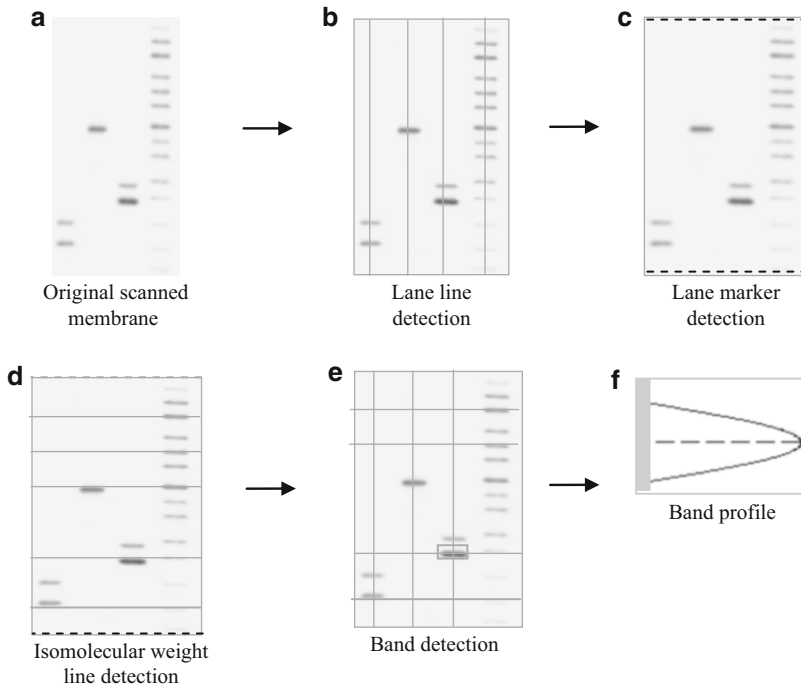 a
b
c
Original scanned
membrane
Lane line
detection
Lane marker
detection
d
e
f
Isomolecular weight
line detection
Band detection
Band profile